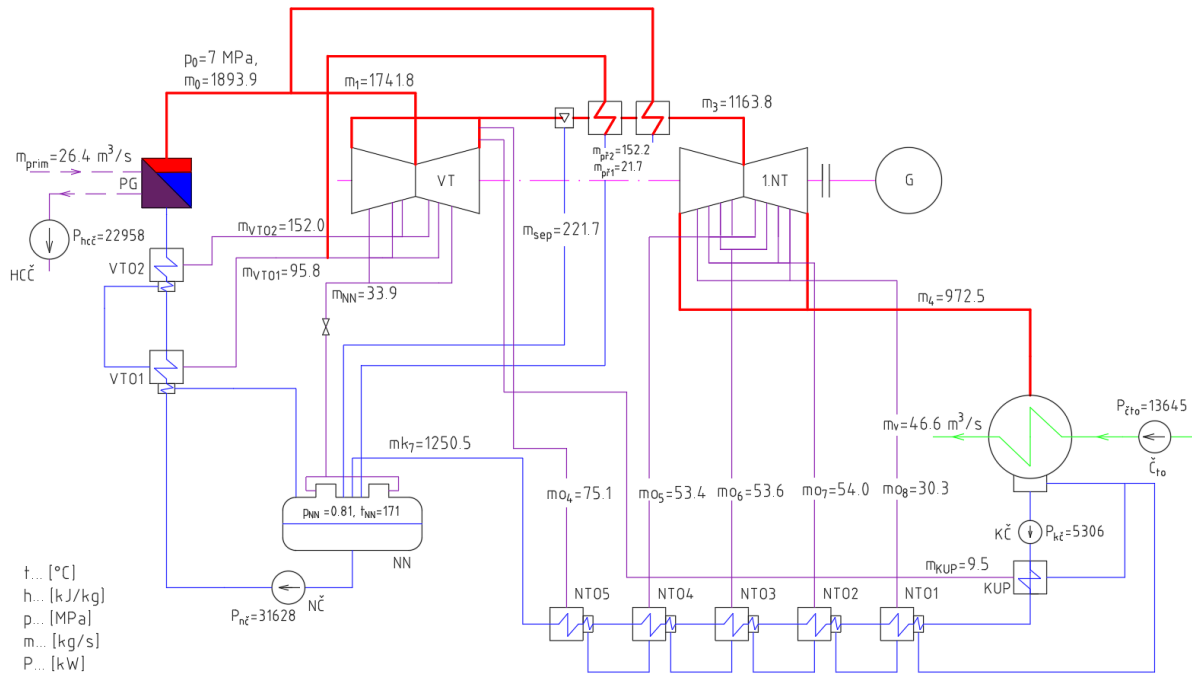 p₀=7 MPa,
m₀=1893.9
m₁=1741.8
m₃=1163.8
mprim=26.4 m³/s
PG
mpř2=152.2
mpř1=21.7
VT
1.NT
G
Phcč=22958
HCČ
mVTO2=152.0
VTO2
msep=221.7
mVTO1=95.8
mNN=33.9
m₄=972.5
VTO1
mv=46.6 m³/s
Pčto=13645
Čto
mk₇=1250.5
mo₄=75.1
mo₅=53.4
mo₆=53.6
mo₇=54.0
mo₈=30.3
pNN=0.81, tNN=171
NN
KČ
Pkč=5306
mKUP=9.5
KUP
t... [°C]
h... [kJ/kg]
p... [MPa]
m... [kg/s]
P... [kW]
Pnč=31628
NČ
NTO5
NTO4
NTO3
NTO2
NTO1